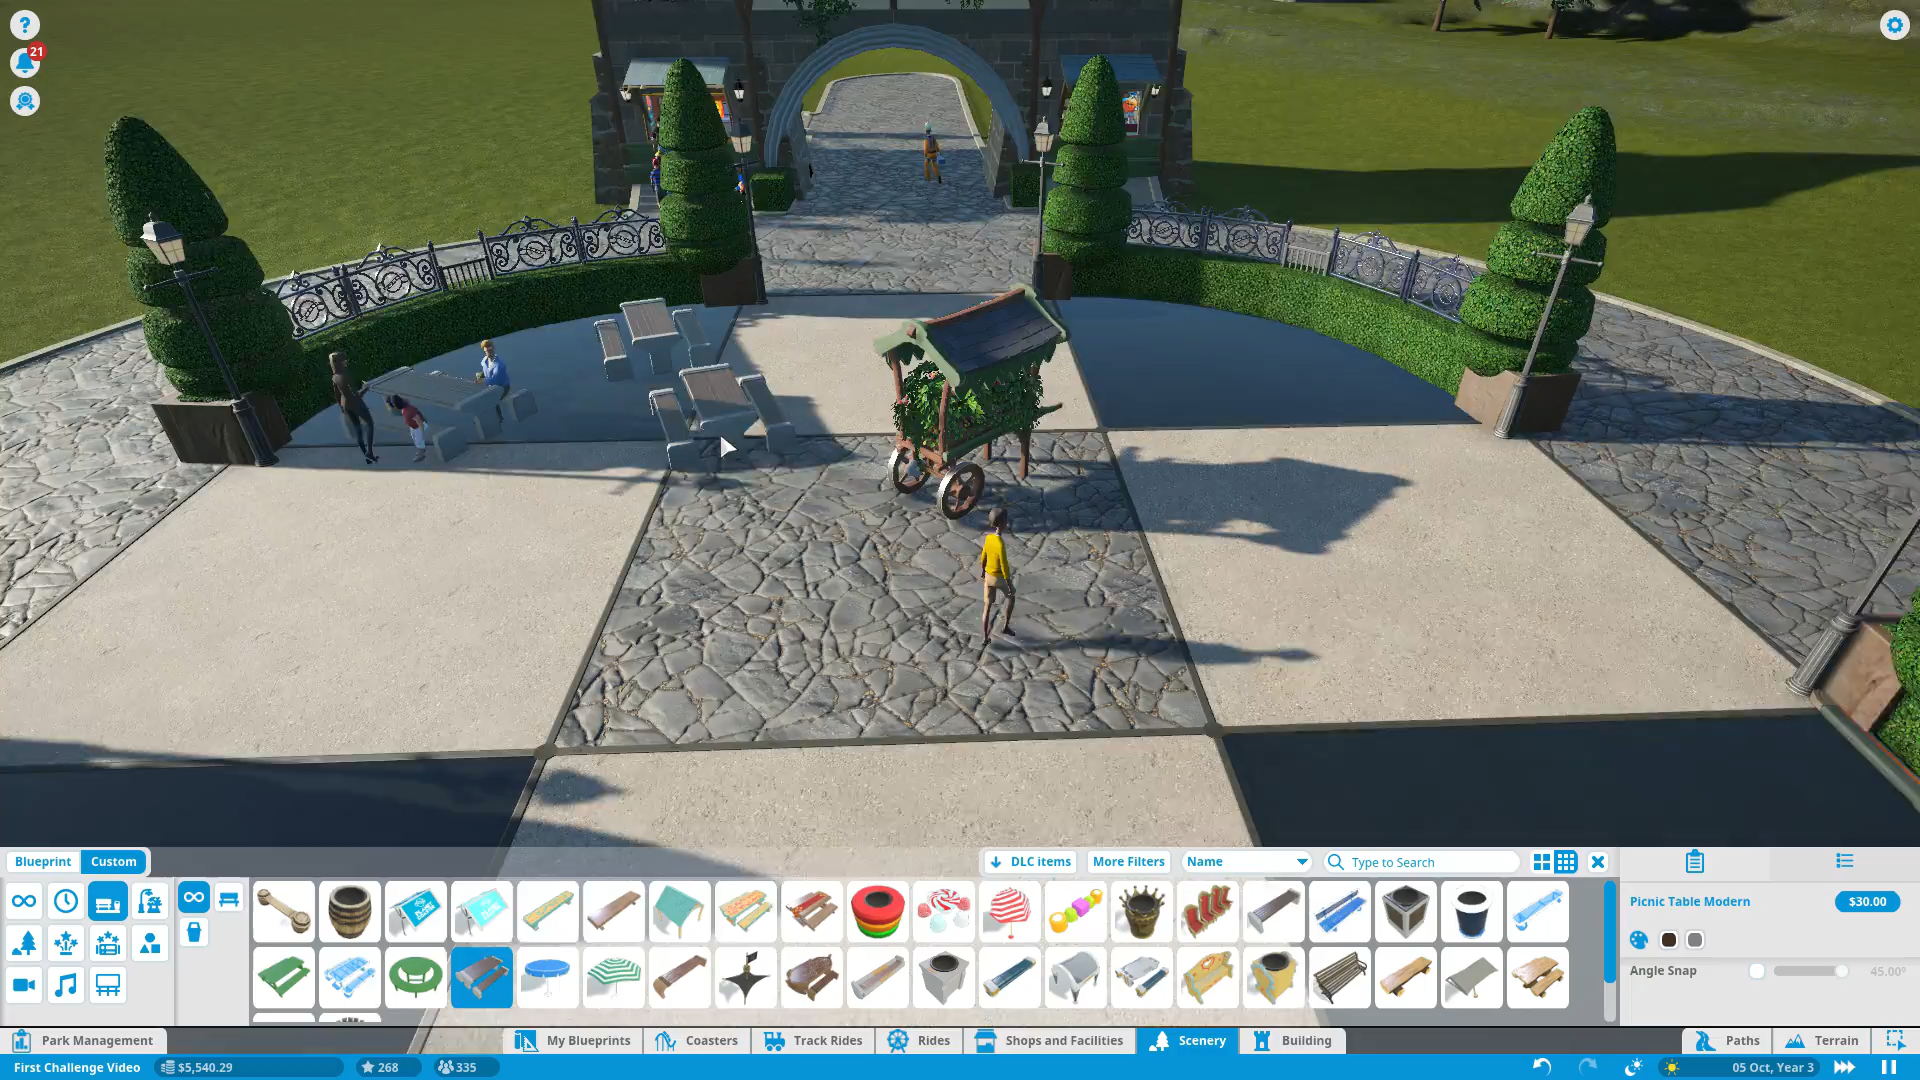 ?
21
Blueprint
Custom
DLC items
More Filters
Name
Type to Search
Picnic Table Modern
$30.00
Angle Snap
45.00°
Park Management
My Blueprints
Coasters
Track Rides
Rides
Shops and Facilities
Scenery
Building
Paths
Terrain
First Challenge Video
$5,540.29
268
335
05 Oct, Year 3